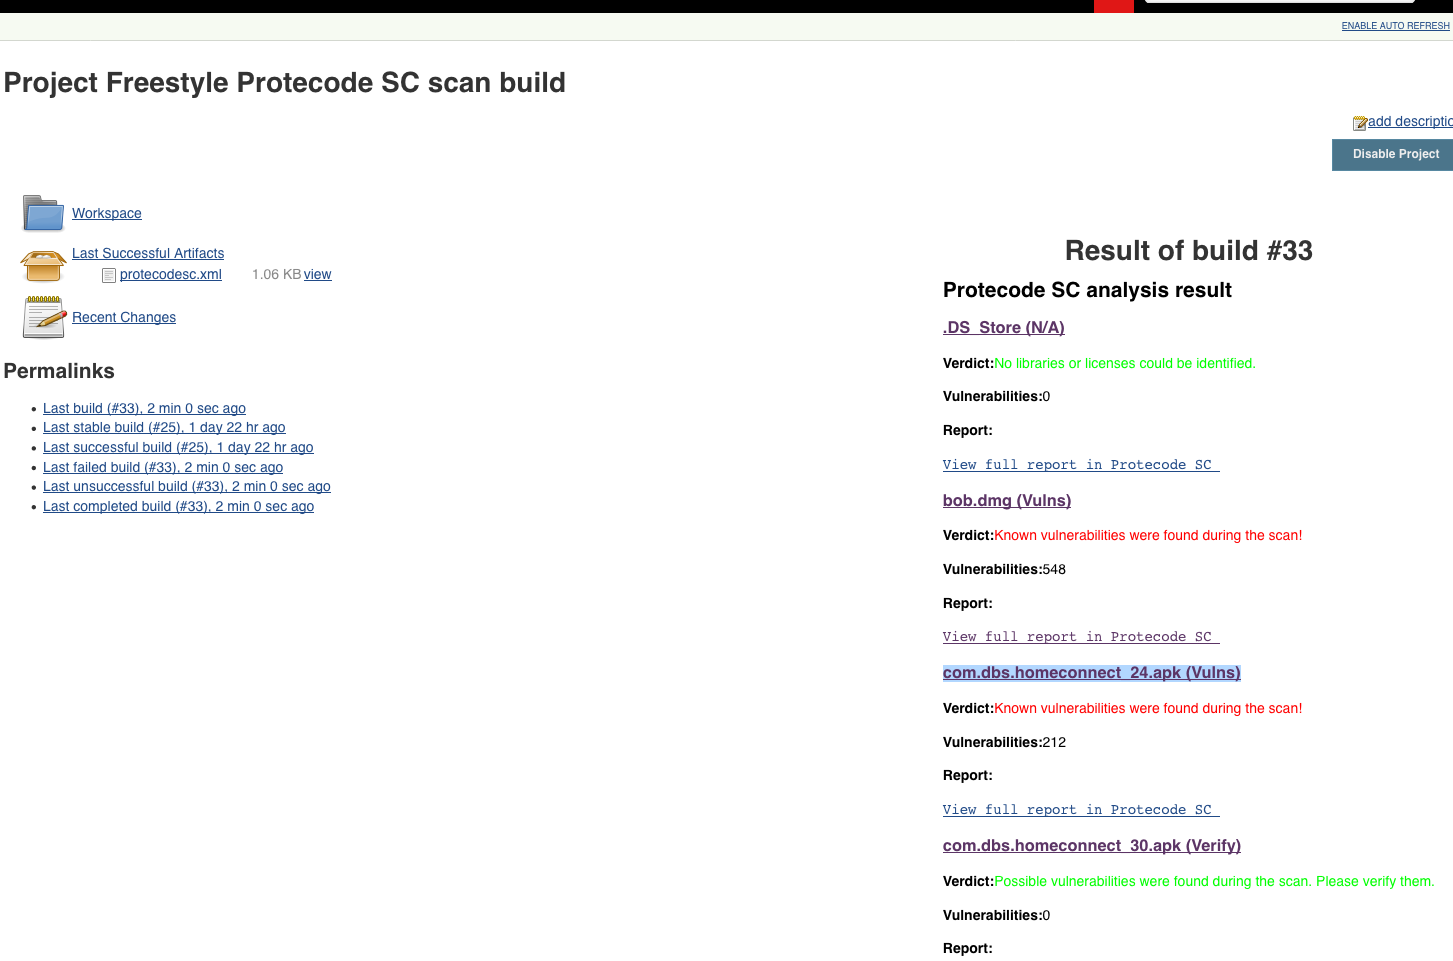 ENABLE AUTO REFRESH
Project Freestyle Protecode SC scan build
add descriptio
Disable Project
Workspace
Last Successful Artifacts
protecodesc.xml 1.06 KB view
Recent Changes
Permalinks
Last build (#33), 2 min 0 sec ago
Last stable build (#25), 1 day 22 hr ago
Last successful build (#25), 1 day 22 hr ago
Last failed build (#33), 2 min 0 sec ago
Last unsuccessful build (#33), 2 min 0 sec ago
Last completed build (#33), 2 min 0 sec ago
Result of build #33
Protecode SC analysis result
.DS_Store (N/A)
Verdict:No libraries or licenses could be identified.
Vulnerabilities:0
Report:
View full report in Protecode SC
bob.dmg (Vulns)
Verdict:Known vulnerabilities were found during the scan!
Vulnerabilities:548
Report:
View full report in Protecode SC
com.dbs.homeconnect_24.apk (Vulns)
Verdict:Known vulnerabilities were found during the scan!
Vulnerabilities:212
Report:
View full report in Protecode SC
com.dbs.homeconnect_30.apk (Verify)
Verdict:Possible vulnerabilities were found during the scan. Please verify them.
Vulnerabilities:0
Report: